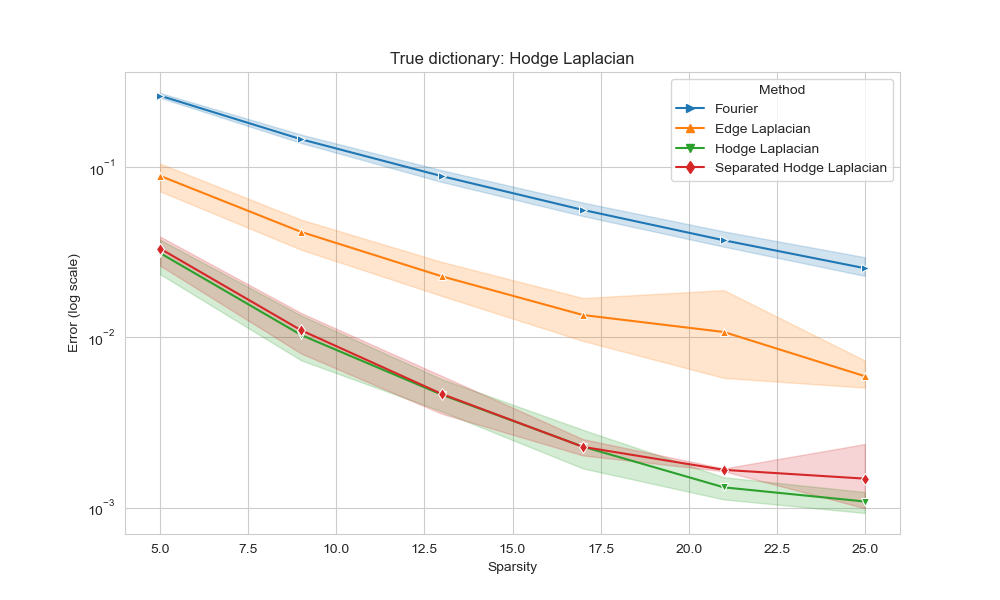 True dictionary: Hodge Laplacian
Method
Fourier
Edge Laplacian
Hodge Laplacian
Separated Hodge Laplacian
Error (log scale)
10⁻¹
10⁻²
10⁻³
5.0 7.5 10.0 12.5 15.0 17.5 20.0 22.5 25.0
Sparsity